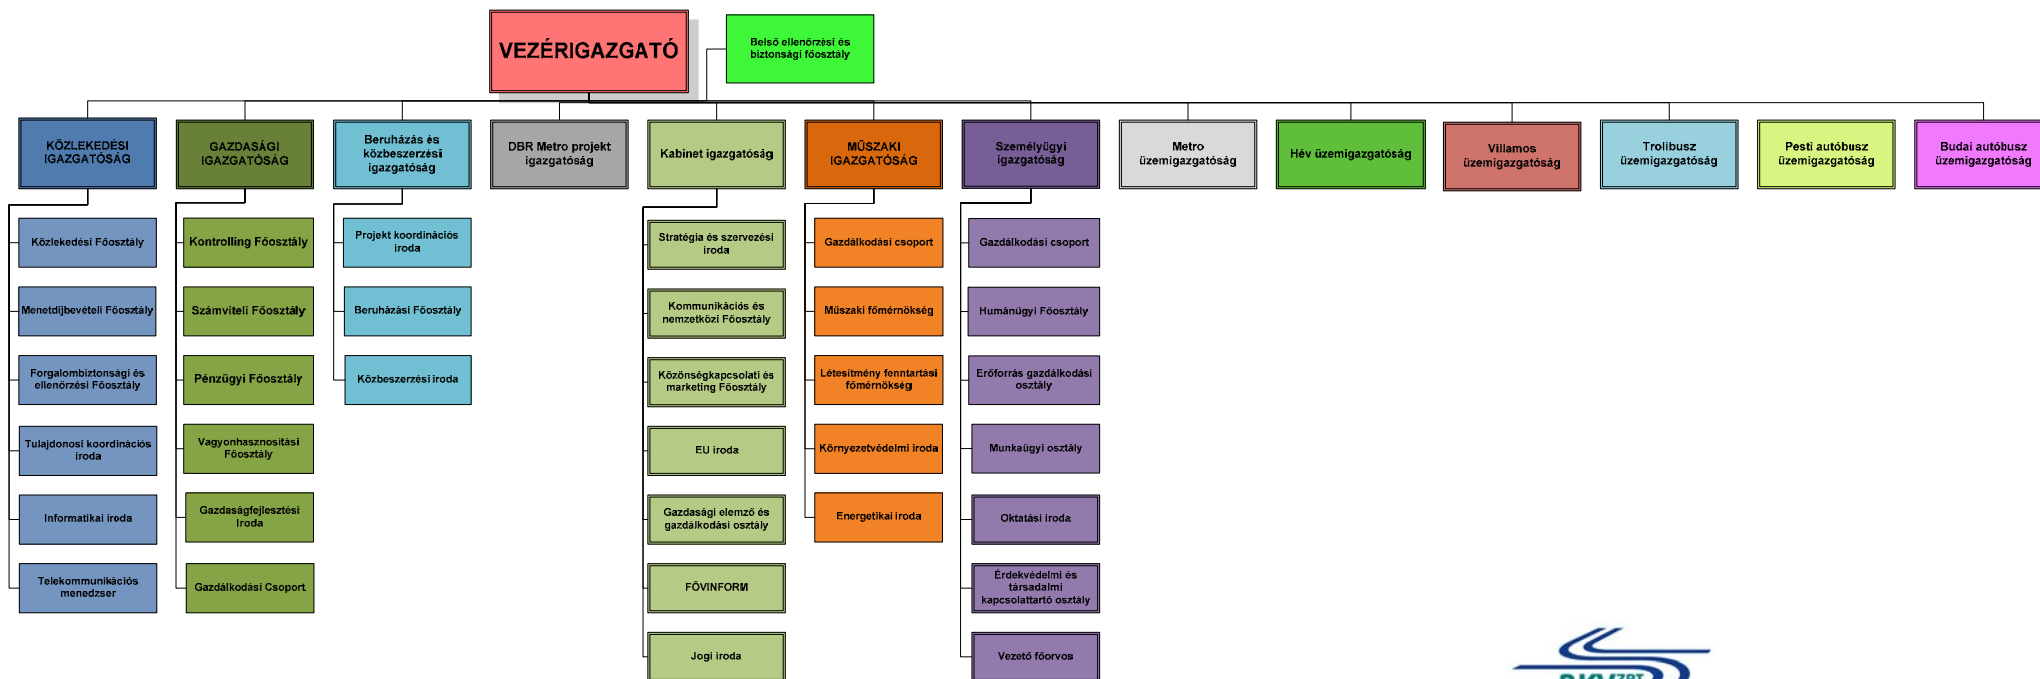 VEZÉRIGAZGATÓ
Belső ellenőrzési és
biztonsági főosztály
KÖZLEKEDÉSI
IGAZGATÓSÁG
GAZDASÁGI
IGAZGATÓSÁG
Beruházás és
közbeszerzési
igazgatóság
DBR Metro projekt
igazgatóság
Kabinet igazgatóság
MŰSZAKI
IGAZGATÓSÁG
Személyügyi
igazgatóság
Metro
üzemigazgatóság
Hév üzemigazgatóság
Villamos
üzemigazgatóság
Trolibusz
üzemigazgatóság
Pesti autóbusz
üzemigazgatóság
Budai autóbusz
üzemigazgatóság
Közlekedési Főosztály
Menetdíjbevételi Főosztály
Forgalombiztonsági és
ellenőrzési Főosztály
Tulajdonosi koordinációs
iroda
Informatikai iroda
Telekommunikációs
menedzser
Kontrolling Főosztály
Számviteli Főosztály
Pénzügyi Főosztály
Vagyonhasznosítási
Főosztály
Gazdaságfejlesztési
Iroda
Gazdálkodási Csoport
Projekt koordinációs
iroda
Beruházási Főosztály
Közbeszerzési iroda
Stratégia és szervezési
iroda
Kommunikációs és
nemzetközi Főosztály
Közönségkapcsolati és
marketing Főosztály
EU iroda
Gazdasági elemző és
gazdálkodási osztály
FŐVINFORM
Jogi iroda
Gazdálkodási csoport
Műszaki főmérnökség
Létesítmény fenntartási
főmérnökség
Környezetvédelmi iroda
Energetikai iroda
Gazdálkodási csoport
Humánügyi Főosztály
Erőforrás gazdálkodási
osztály
Munkaügyi osztály
Oktatási iroda
Érdekvédelmi és
társadalmi
kapcsolattartó osztály
Vezető főorvos
BKV ZRT